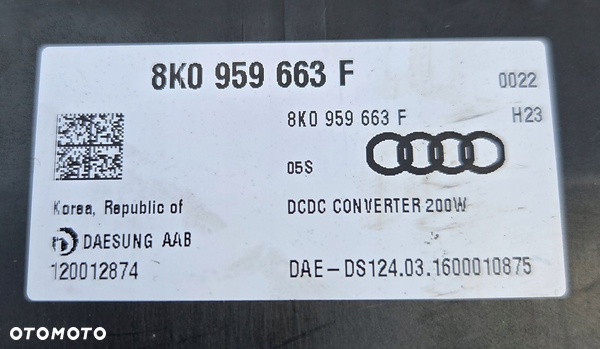 8K0 959 663 F
0022
8K0 959 663 F
H23
05S
Korea, Republic of
DCDC CONVERTER 200W
DAESUNG AAB
120012874
DAE-DS124.03.1600010875
OTOMOTO